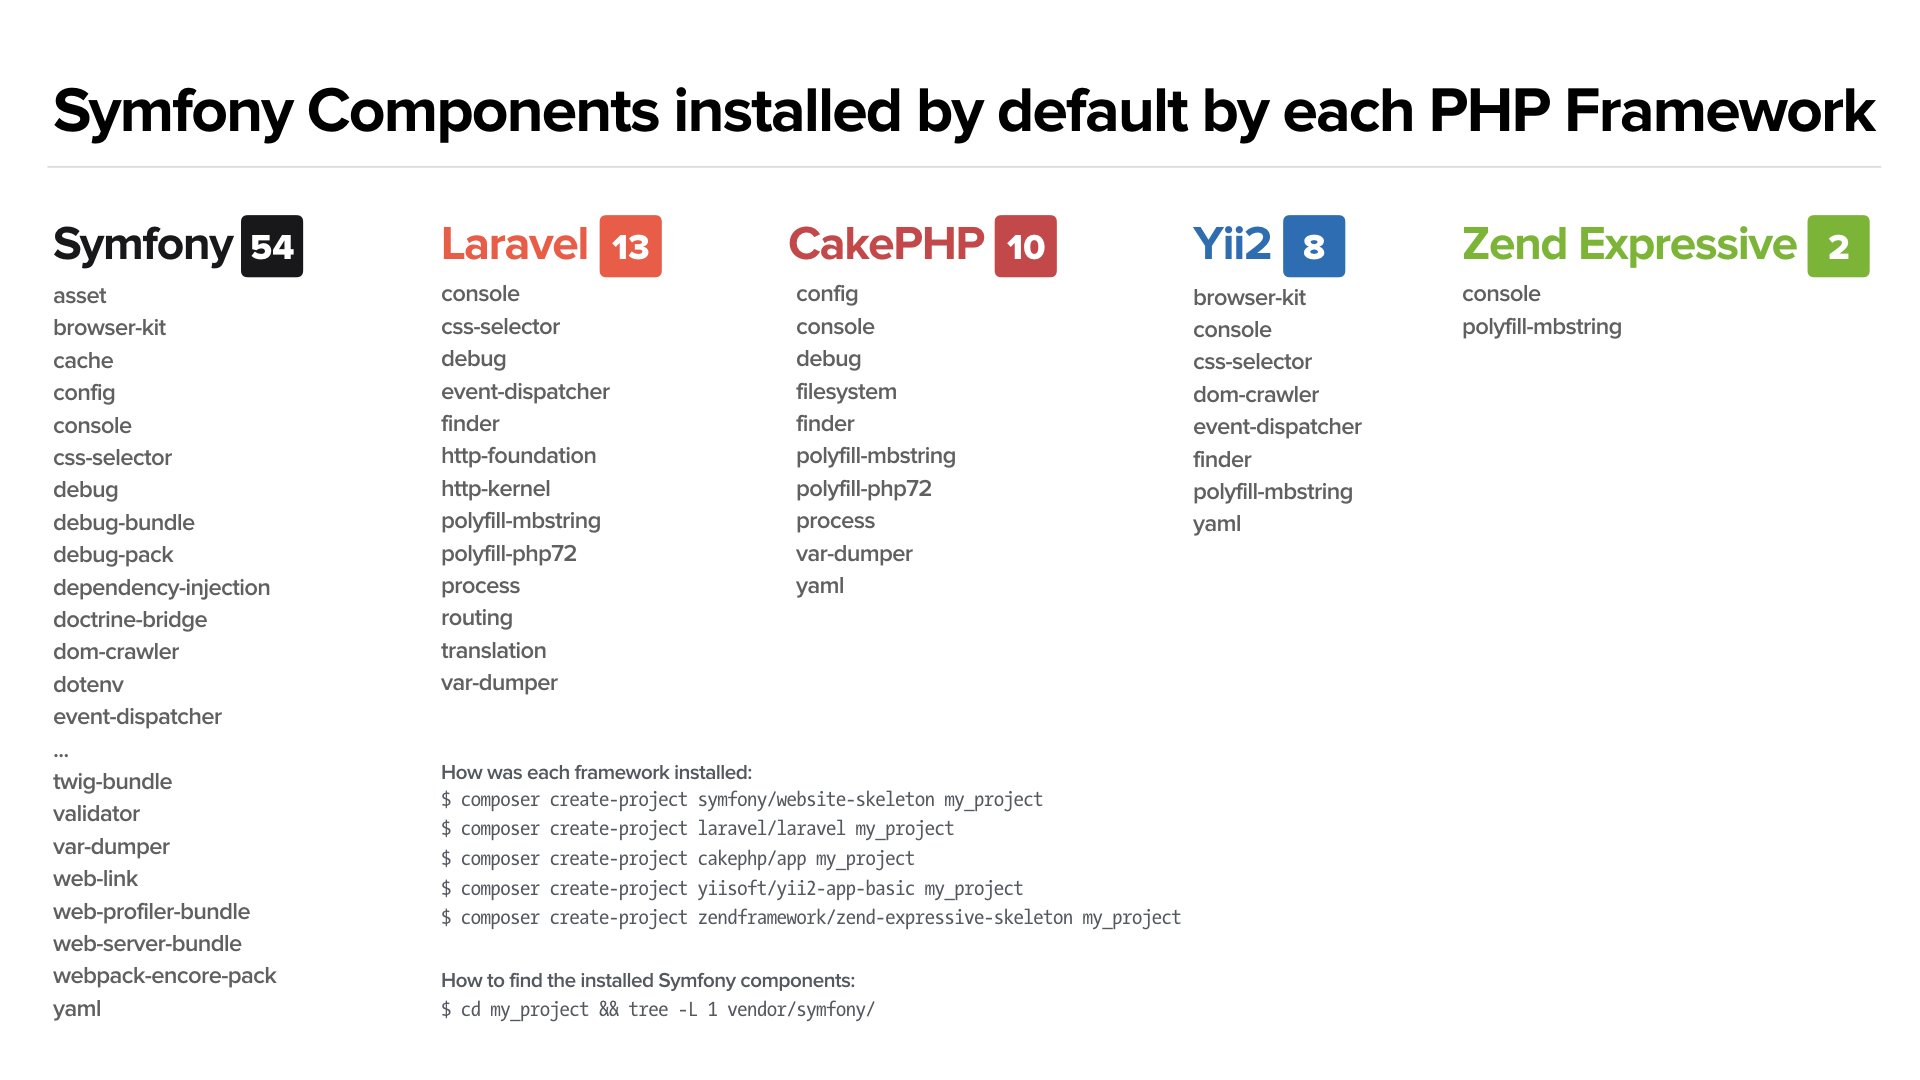 Symfony Components installed by default by each PHP Framework
Symfony 54
asset
browser-kit
cache
config
console
css-selector
debug
debug-bundle
debug-pack
dependency-injection
doctrine-bridge
dom-crawler
dotenv
event-dispatcher
...
twig-bundle
validator
var-dumper
web-link
web-profiler-bundle
web-server-bundle
webpack-encore-pack
yaml
Laravel 13
console
css-selector
debug
event-dispatcher
finder
http-foundation
http-kernel
polyfill-mbstring
polyfill-php72
process
routing
translation
var-dumper
CakePHP 10
config
console
debug
filesystem
finder
polyfill-mbstring
polyfill-php72
process
var-dumper
yaml
Yii2 8
browser-kit
console
css-selector
dom-crawler
event-dispatcher
finder
polyfill-mbstring
yaml
Zend Expressive 2
console
polyfill-mbstring
How was each framework installed:
$ composer create-project symfony/website-skeleton my_project
$ composer create-project laravel/laravel my_project
$ composer create-project cakephp/app my_project
$ composer create-project yiisoft/yii2-app-basic my_project
$ composer create-project zendframework/zend-expressive-skeleton my_project
How to find the installed Symfony components:
$ cd my_project && tree -L 1 vendor/symfony/